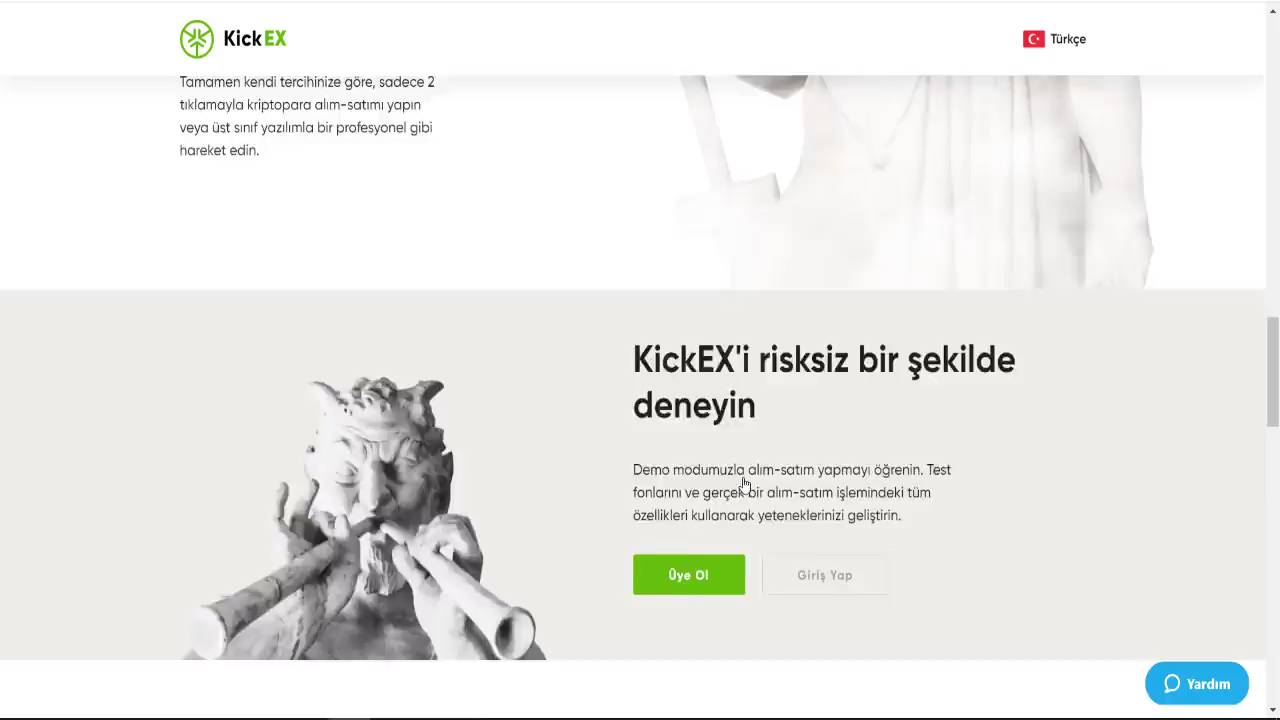 KickEX
Türkçe
Tamamen kendi tercihinize göre, sadece 2
tıklamayla kriptopara alım-satımı yapın
veya üst sınıf yazılımla bir profesyonel gibi
hareket edin.
KickEX'i risksiz bir şekilde
deneyin
Demo modumuzla alım-satım yapmayı öğrenin. Test
fonlarını ve gerçek bir alım-satım işlemindeki tüm
özellikleri kullanarak yeteneklerinizi geliştirin.
Üye Ol
Giriş Yap
Yardım